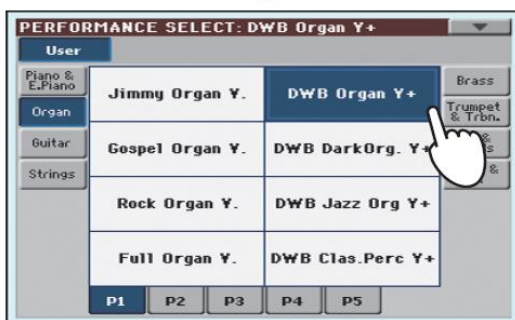 PERFORMANCE SELECT: DWB Organ Y+
User
Piano &
E.Piano
Organ
Guitar
Strings
Jimmy Organ Y.
DWB Organ Y+
Gospel Organ Y.
DWB DarkOrg. Y+
Rock Organ Y.
DWB Jazz Org Y+
Full Organ Y.
DWB Clas.Perc Y+
Brass
Trumpet
& Trbn.
&
&
P1 P2 P3 P4 P5